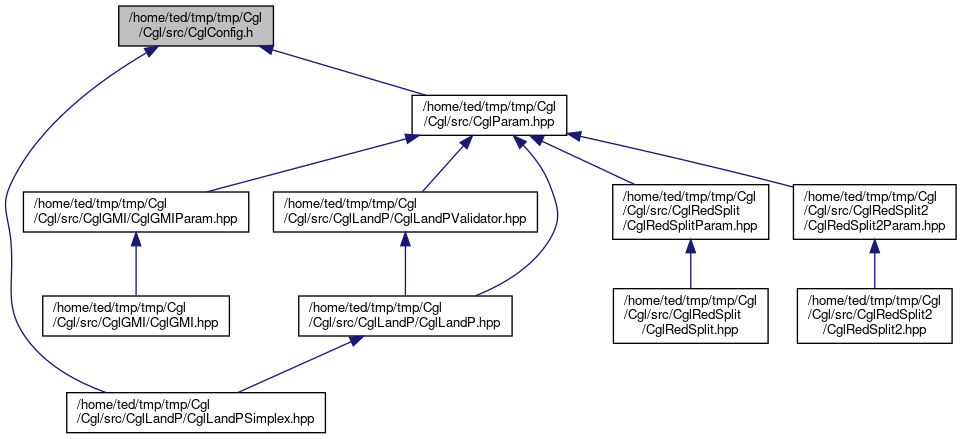 /home/ted/tmp/tmp/Cgl
/Cgl/src/CglConfig.h
/home/ted/tmp/tmp/Cgl
/Cgl/src/CglParam.hpp
/home/ted/tmp/tmp/Cgl
/Cgl/src/CglGMI/CglGMIParam.hpp
/home/ted/tmp/tmp/Cgl
/Cgl/src/CglLandP/CglLandPValidator.hpp
/home/ted/tmp/tmp/Cgl
/Cgl/src/CglRedSplit
/CglRedSplitParam.hpp
/home/ted/tmp/tmp/Cgl
/Cgl/src/CglRedSplit2
/CglRedSplit2Param.hpp
/home/ted/tmp/tmp/Cgl
/Cgl/src/CglGMI/CglGMI.hpp
/home/ted/tmp/tmp/Cgl
/Cgl/src/CglLandP/CglLandP.hpp
/home/ted/tmp/tmp/Cgl
/Cgl/src/CglRedSplit
/CglRedSplit.hpp
/home/ted/tmp/tmp/Cgl
/Cgl/src/CglRedSplit2
/CglRedSplit2.hpp
/home/ted/tmp/tmp/Cgl
/Cgl/src/CglLandP/CglLandPSimplex.hpp